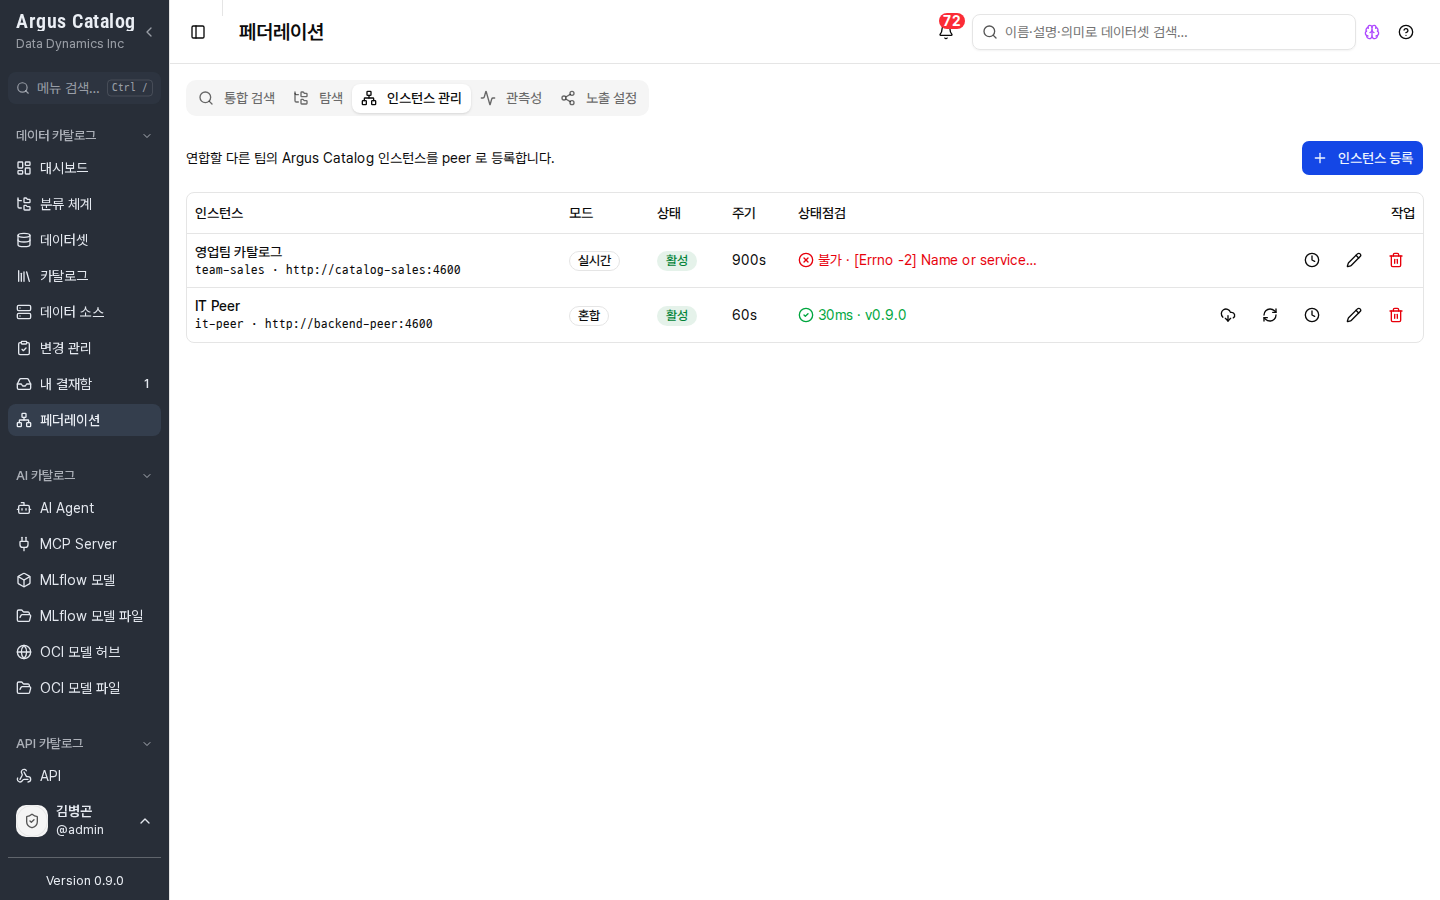 Argus Catalog
Data Dynamics Inc
메뉴 검색... Ctrl /
데이터 카탈로그
대시보드
분류 체계
데이터셋
카탈로그
데이터 소스
변경 관리
내 결재함 1
페더레이션
AI 카탈로그
AI Agent
MCP Server
MLflow 모델
MLflow 모델 파일
OCI 모델 허브
OCI 모델 파일
API 카탈로그
API
김병곤
@admin
Version 0.9.0
페더레이션
72
이름·설명·의미로 데이터셋 검색...
통합 검색 탐색 인스턴스 관리 관측성 노출 설정
연합할 다른 팀의 Argus Catalog 인스턴스를 peer 로 등록합니다.
인스턴스 등록
인스턴스 모드 상태 주기 상태점검 작업
영업팀 카탈로그
team-sales · http://catalog-sales:4600
실시간 활성 900s 불가 · [Errno -2] Name or service...
IT Peer
it-peer · http://backend-peer:4600
혼합 활성 60s 30ms · v0.9.0